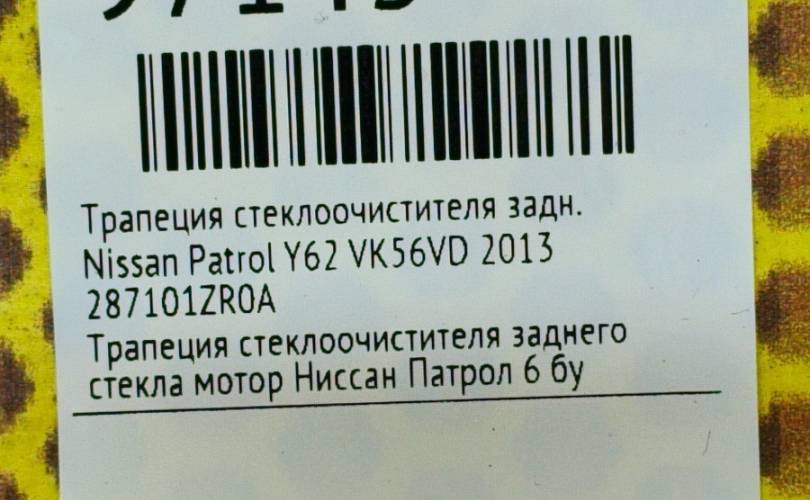 Трапеция стеклоочистителя задн.
Nissan Patrol Y62 VK56VD 2013
287101ZR0A
Трапеция стеклоочистителя заднего
стекла мотор Ниссан Патрол 6 бу